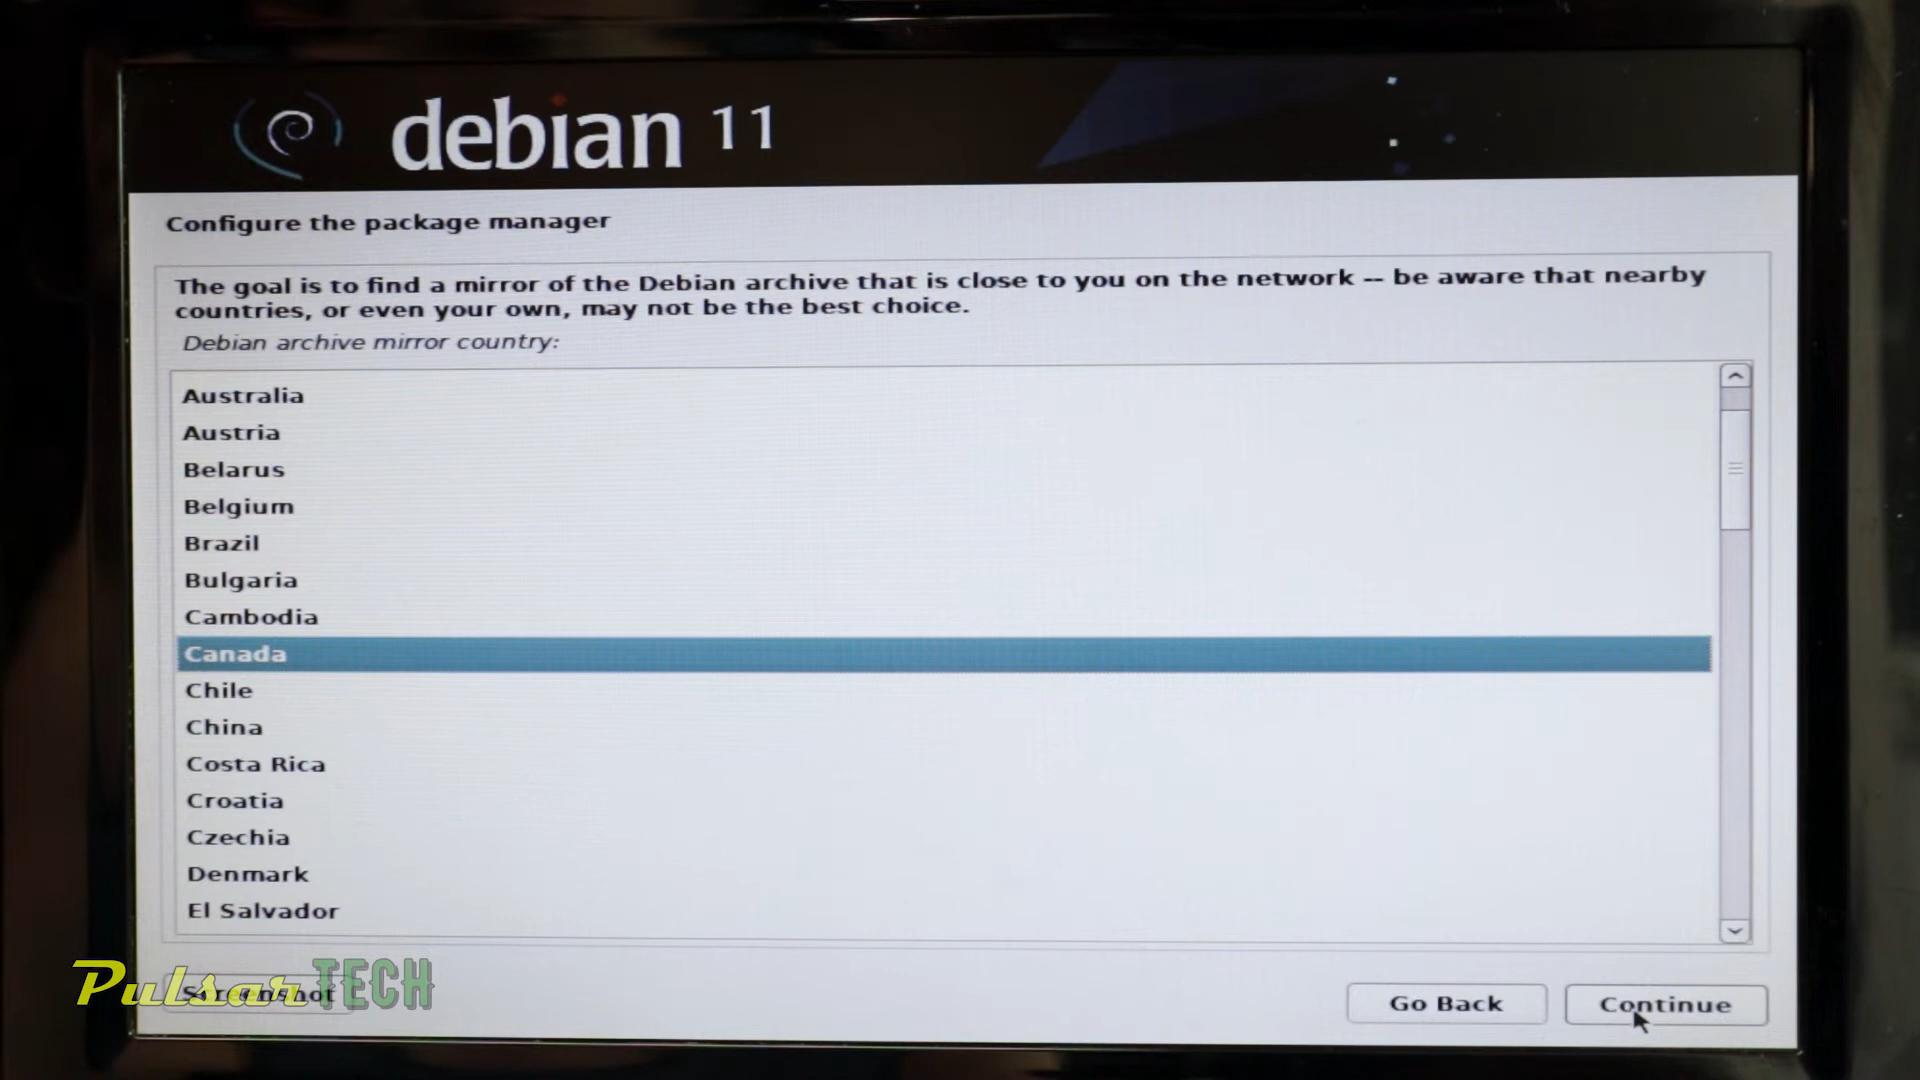 debian 11
Configure the package manager
The goal is to find a mirror of the Debian archive that is close to you on the network -- be aware that nearby
countries, or even your own, may not be the best choice.
Debian archive mirror country:
Australia
Austria
Belarus
Belgium
Brazil
Bulgaria
Cambodia
Canada
Chile
China
Costa Rica
Croatia
Czechia
Denmark
El Salvador
Screenshot
PulsarTECH
Go Back
Continue